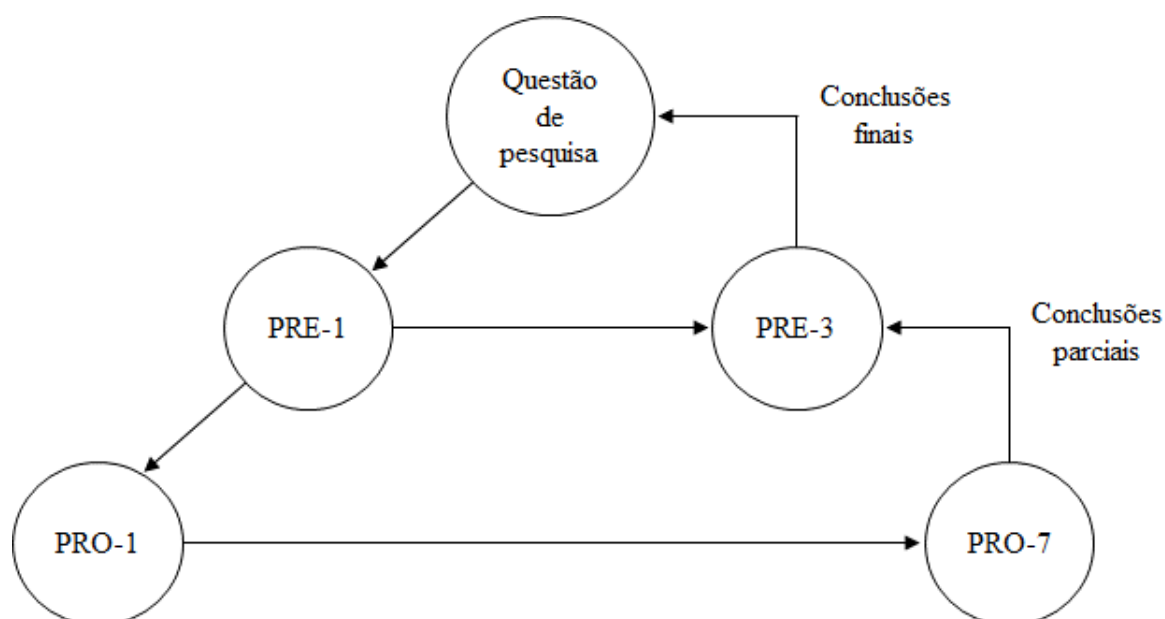 Questão
de
pesquisa
Conclusões
finais
PRE-1
PRE-3
Conclusões
parciais
PRO-1
PRO-7